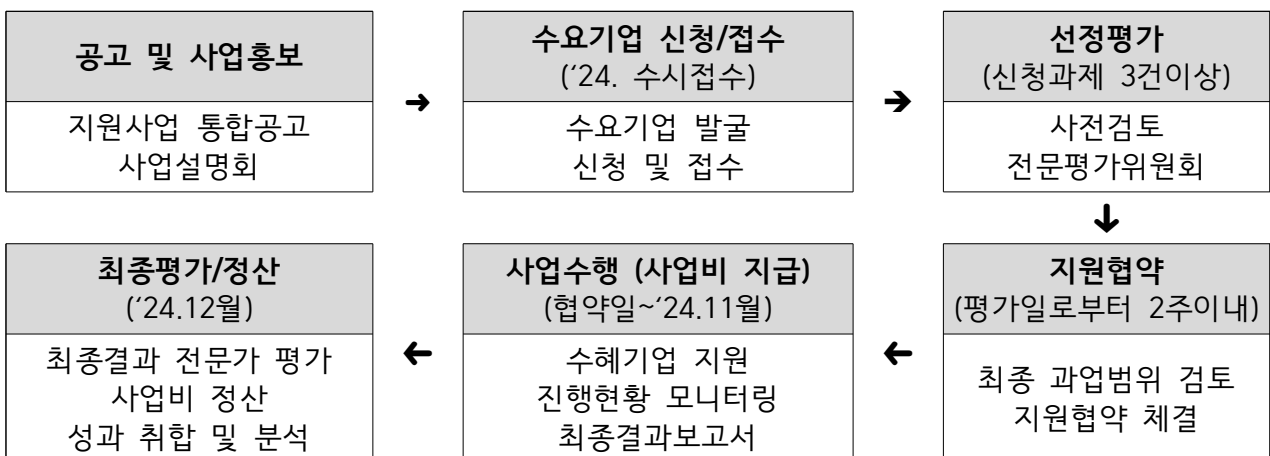 공고 및 사업홍보
지원사업 통합공고
사업설명회
➜
수요기업 신청/접수
(‘24. 수시접수)
수요기업 발굴
신청 및 접수
➔
선정평가
(신청과제 3건이상)
사전검토
전문평가위원회
↓
지원협약
(평가일로부터 2주이내)
최종 과업범위 검토
지원협약 체결
←
사업수행 (사업비 지급)
(협약일~‘24.11월)
수혜기업 지원
진행현황 모니터링
최종결과보고서
←
최종평가/정산
(‘24.12월)
최종결과 전문가 평가
사업비 정산
성과 취합 및 분석